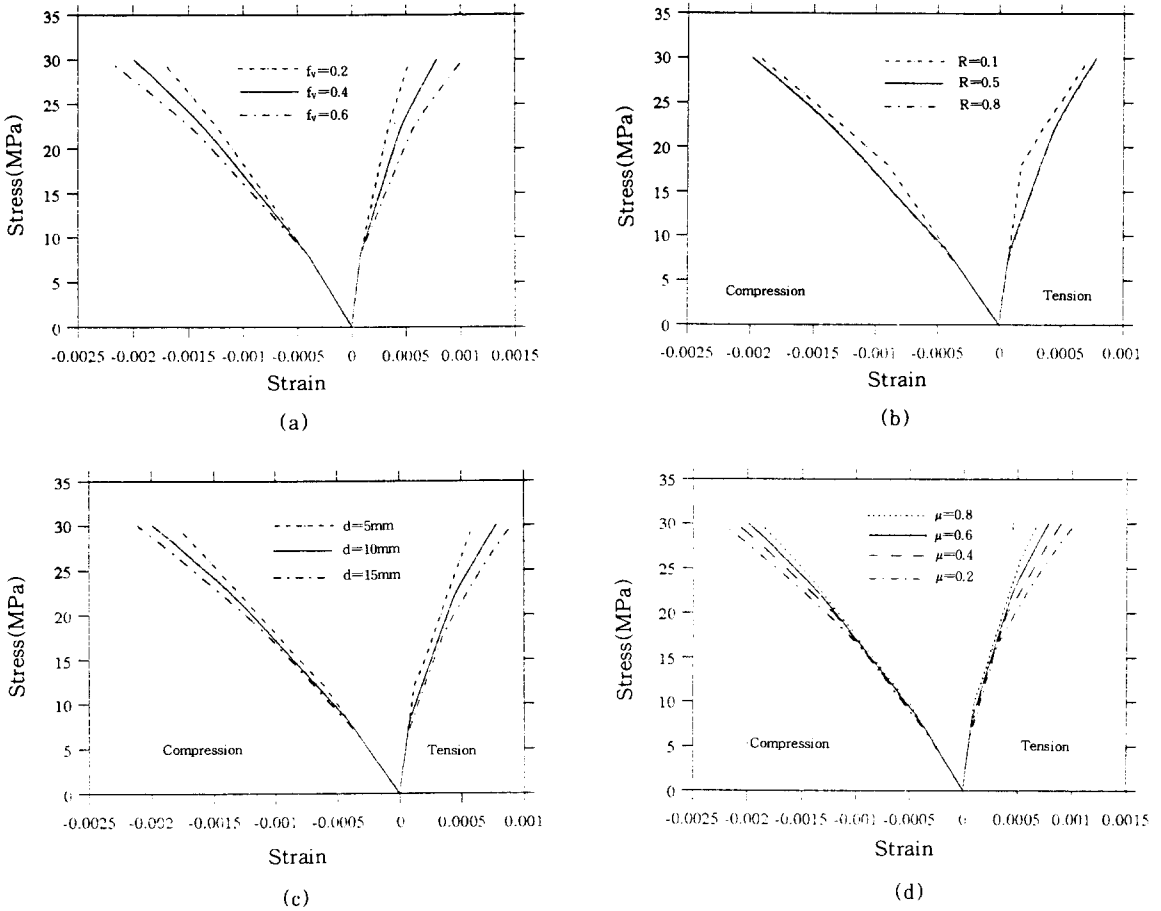 35
30
25
20
15
10
5
0
Stress(MPa)
fv=0.2
fv=0.4
fv=0.6
-0.0025 -0.002 -0.0015 -0.001 -0.0005 0 0.0005 0.001 0.0015
Strain
(a)
35
30
25
20
15
10
5
0
Stress(MPa)
R=0.1
R=0.5
R=0.8
Compression
Tension
-0.0025 -0.002 -0.0015 -0.001 -0.0005 0 0.0005 0.001
Strain
(b)
35
30
25
20
15
10
5
0
Stress(MPa)
d=5mm
d=10mm
d=15mm
Compression
Tension
-0.0025 -0.002 -0.0015 -0.001 -0.0005 0 0.0005 0.001
Strain
(c)
35
30
25
20
15
10
5
0
Stress(MPa)
μ=0.8
μ=0.6
μ=0.4
μ=0.2
Compression
Tension
-0.0025 -0.002 -0.0015 -0.001 -0.0005 0 0.0005 0.001 0.0015
Strain
(d)